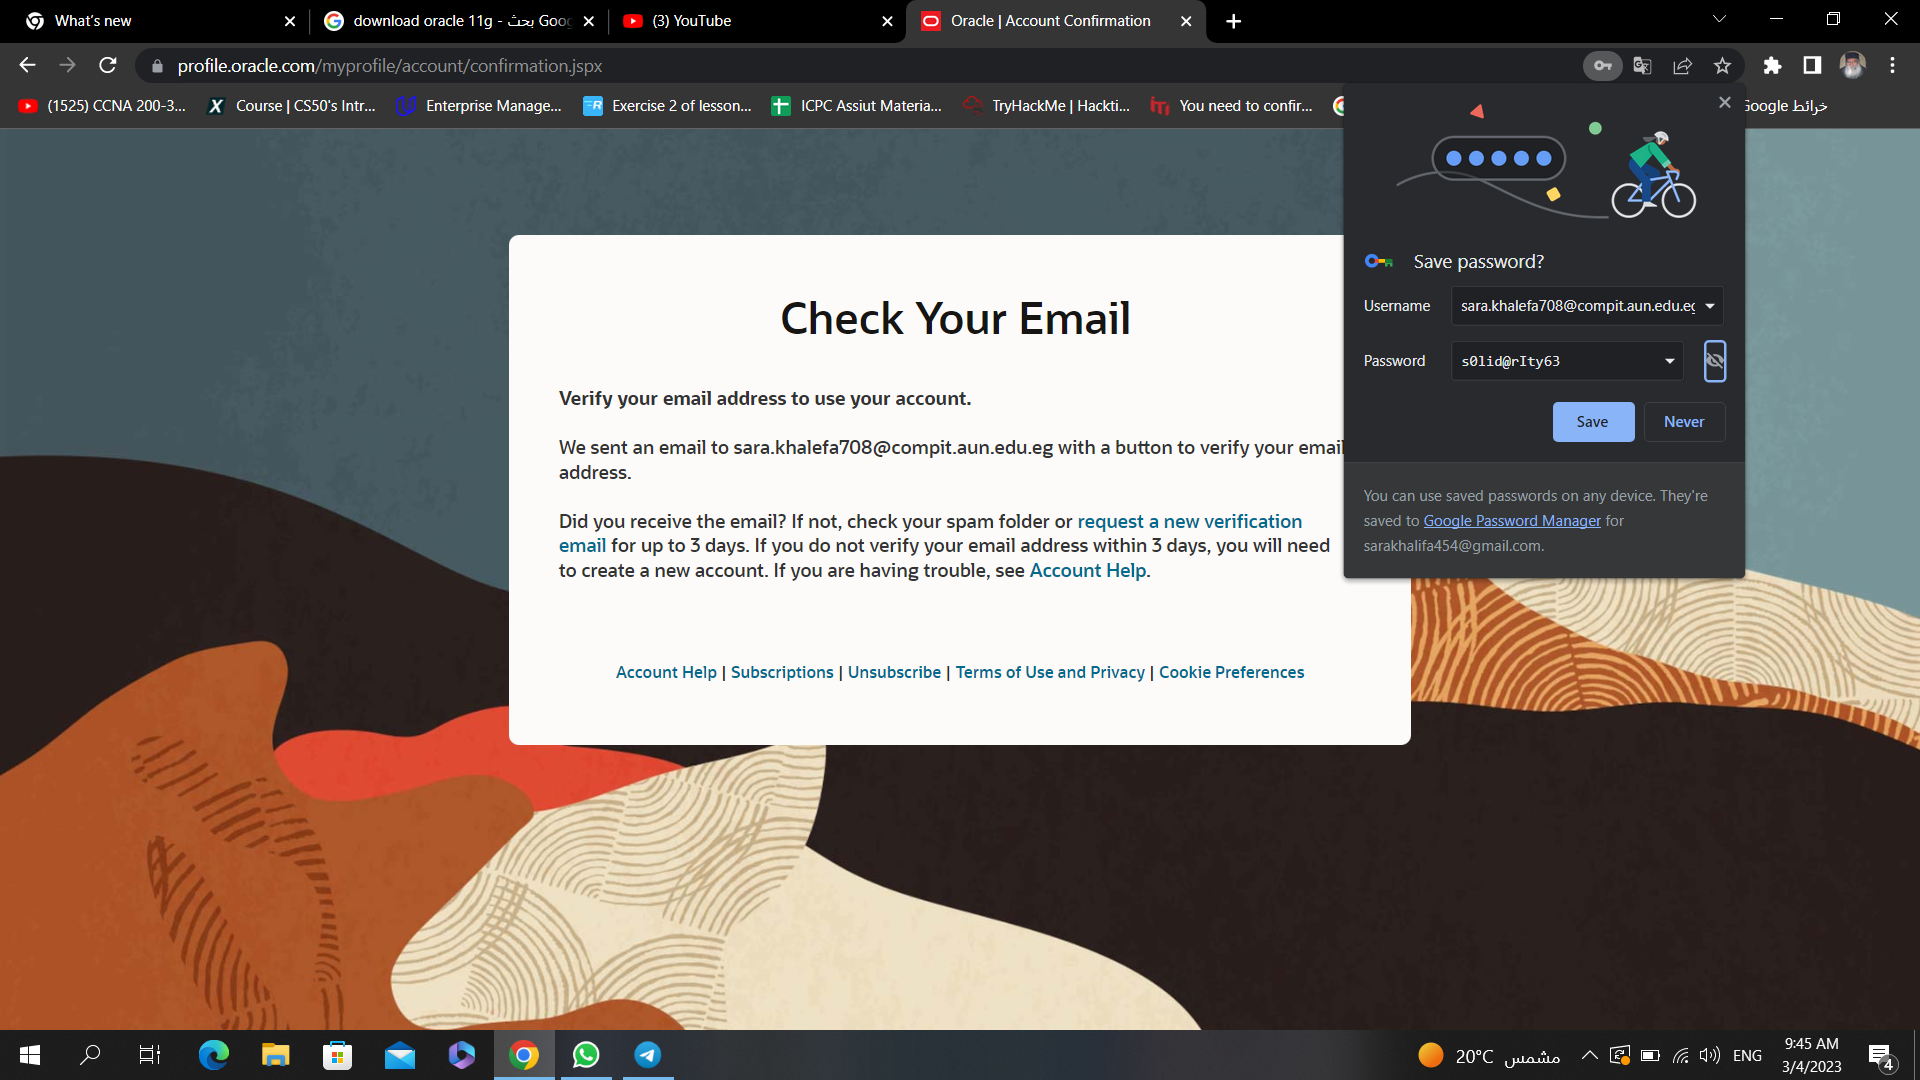 What's new
download oracle 11g - بحث Goog
(3) YouTube
Oracle | Account Confirmation
profile.oracle.com/myprofile/account/confirmation.jspx
(1525) CCNA 200-3...
Course | CS50's Intr...
Enterprise Manage...
Exercise 2 of lesson...
ICPC Assiut Materia...
TryHackMe | Hackti...
You need to confir...
خرائط Google
Save password?
Username
sara.khalefa708@compit.aun.edu.eg
Password
s0lid@rIty63
Save
Never
You can use saved passwords on any device. They're
saved to Google Password Manager for
sarakhalifa454@gmail.com.
Check Your Email
Verify your email address to use your account.
We sent an email to sara.khalefa708@compit.aun.edu.eg with a button to verify your email
address.
Did you receive the email? If not, check your spam folder or request a new verification
email for up to 3 days. If you do not verify your email address within 3 days, you will need
to create a new account. If you are having trouble, see Account Help.
Account Help | Subscriptions | Unsubscribe | Terms of Use and Privacy | Cookie Preferences
20°C مشمس
ENG
9:45 AM
3/4/2023
4